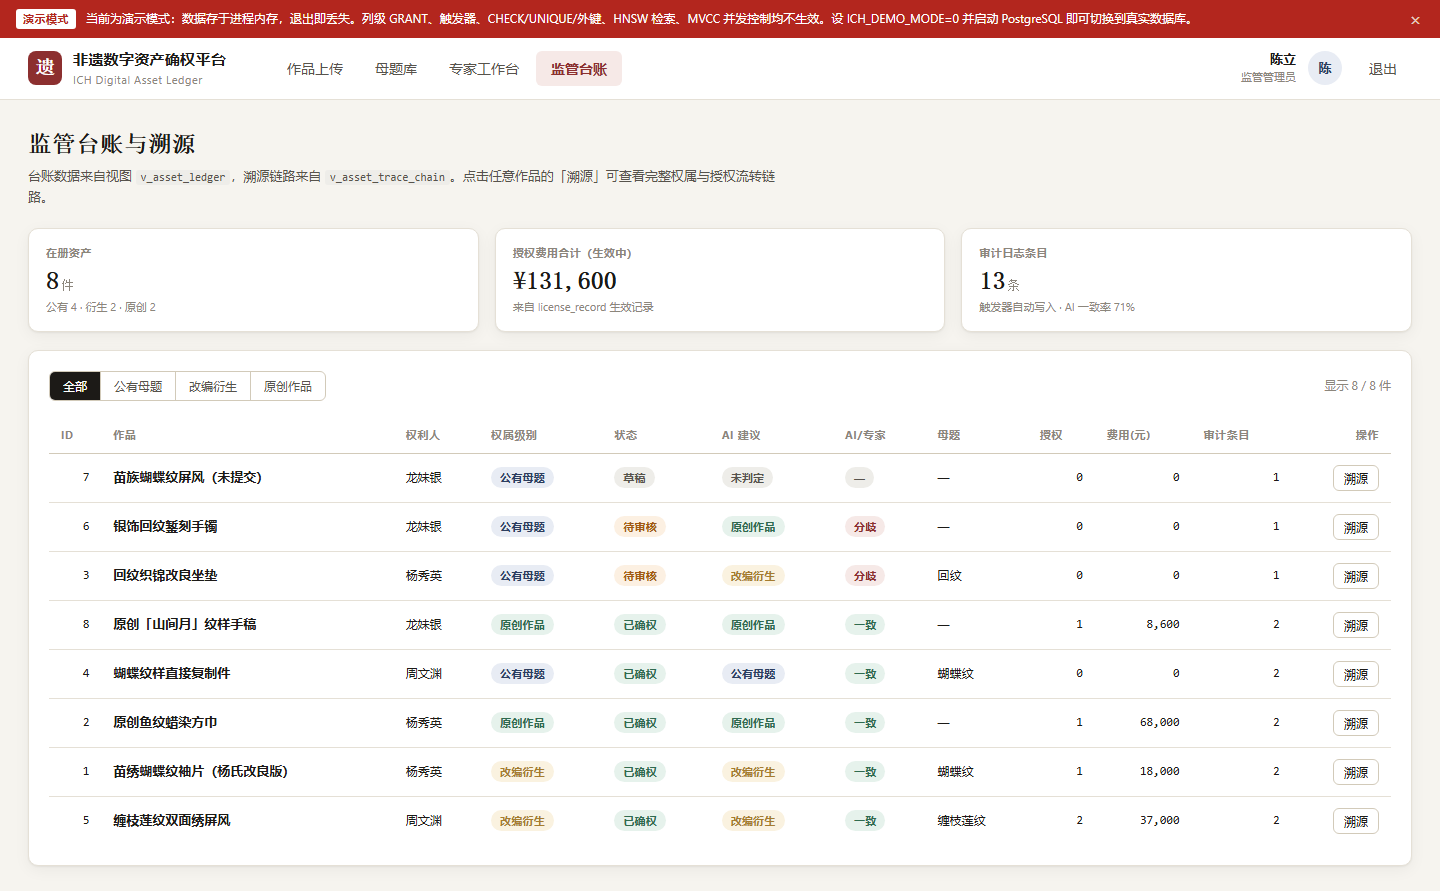 演示模式 当前为演示模式：数据存于进程内存，退出即丢失。列级 GRANT、触发器、CHECK/UNIQUE/外键、HNSW 检索、MVCC 并发控制均不生效。设 ICH_DEMO_MODE=0 并启动 PostgreSQL 即可切换到真实数据库。 ×
遗 非遗数字资产确权平台
ICH Digital Asset Ledger
作品上传 母题库 专家工作台 监管台账
陈立
监管管理员
陈 退出
监管台账与溯源
台账数据来自视图 v_asset_ledger ，溯源链路来自 v_asset_trace_chain 。点击任意作品的「溯源」可查看完整权属与授权流转链
路。
在册资产
8 件
公有 4 · 衍生 2 · 原创 2
授权费用合计（生效中）
¥131,600
来自 license_record 生效记录
审计日志条目
13 条
触发器自动写入 · AI 一致率 71%
全部 公有母题 改编衍生 原创作品 显示 8 / 8 件
ID 作品 权利人 权属级别 状态 AI 建议 AI/专家 母题 授权 费用(元) 审计条目 操作
7 苗族蝴蝶纹屏风（未提交） 龙妹银 公有母题 草稿 未判定 — — 0 0 1 溯源
6 银饰回纹錾刻手镯 龙妹银 公有母题 待审核 原创作品 分歧 — 0 0 1 溯源
3 回纹织锦改良坐垫 杨秀英 公有母题 待审核 改编衍生 分歧 回纹 0 0 1 溯源
8 原创「山间月」纹样手稿 龙妹银 原创作品 已确权 原创作品 一致 — 1 8,600 2 溯源
4 蝴蝶纹样直接复制件 周文渊 公有母题 已确权 公有母题 一致 蝴蝶纹 0 0 2 溯源
2 原创鱼纹蜡染方巾 杨秀英 原创作品 已确权 原创作品 一致 — 1 68,000 2 溯源
1 苗绣蝴蝶纹袖片（杨氏改良版） 杨秀英 改编衍生 已确权 改编衍生 一致 蝴蝶纹 1 18,000 2 溯源
5 缠枝莲纹双面绣屏风 周文渊 改编衍生 已确权 改编衍生 一致 缠枝莲纹 2 37,000 2 溯源